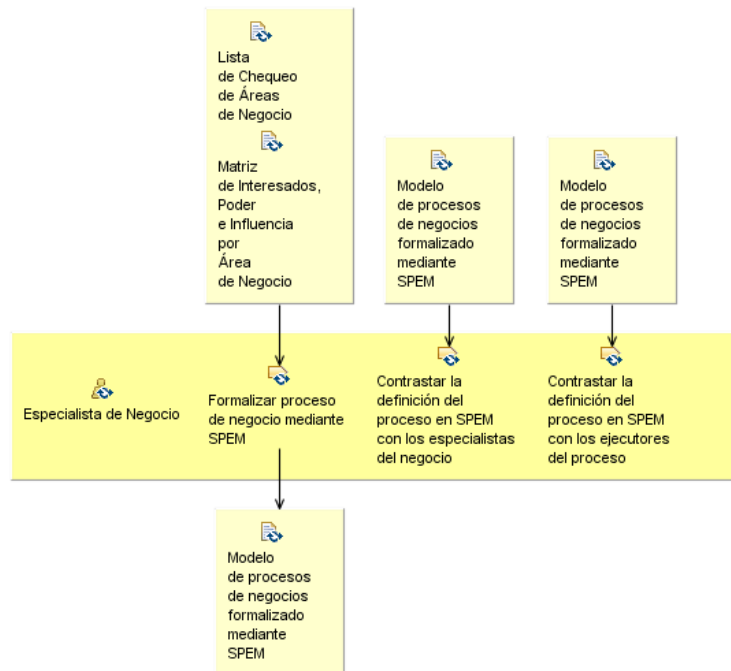 Lista
de Chequeo
de Áreas
de Negocio
Matriz
de Interesados,
Poder
e Influencia
por
Área
de Negocio
Modelo
de procesos
de negocios
formalizado
mediante
SPEM
Modelo
de procesos
de negocios
formalizado
mediante
SPEM
Especialista de Negocio
Formalizar proceso
de negocio mediante
SPEM
Contrastar la
definición del
proceso en SPEM
con los especialistas
del negocio
Contrastar la
definición del
proceso en SPEM
con los ejecutores
del proceso
Modelo
de procesos
de negocios
formalizado
mediante
SPEM